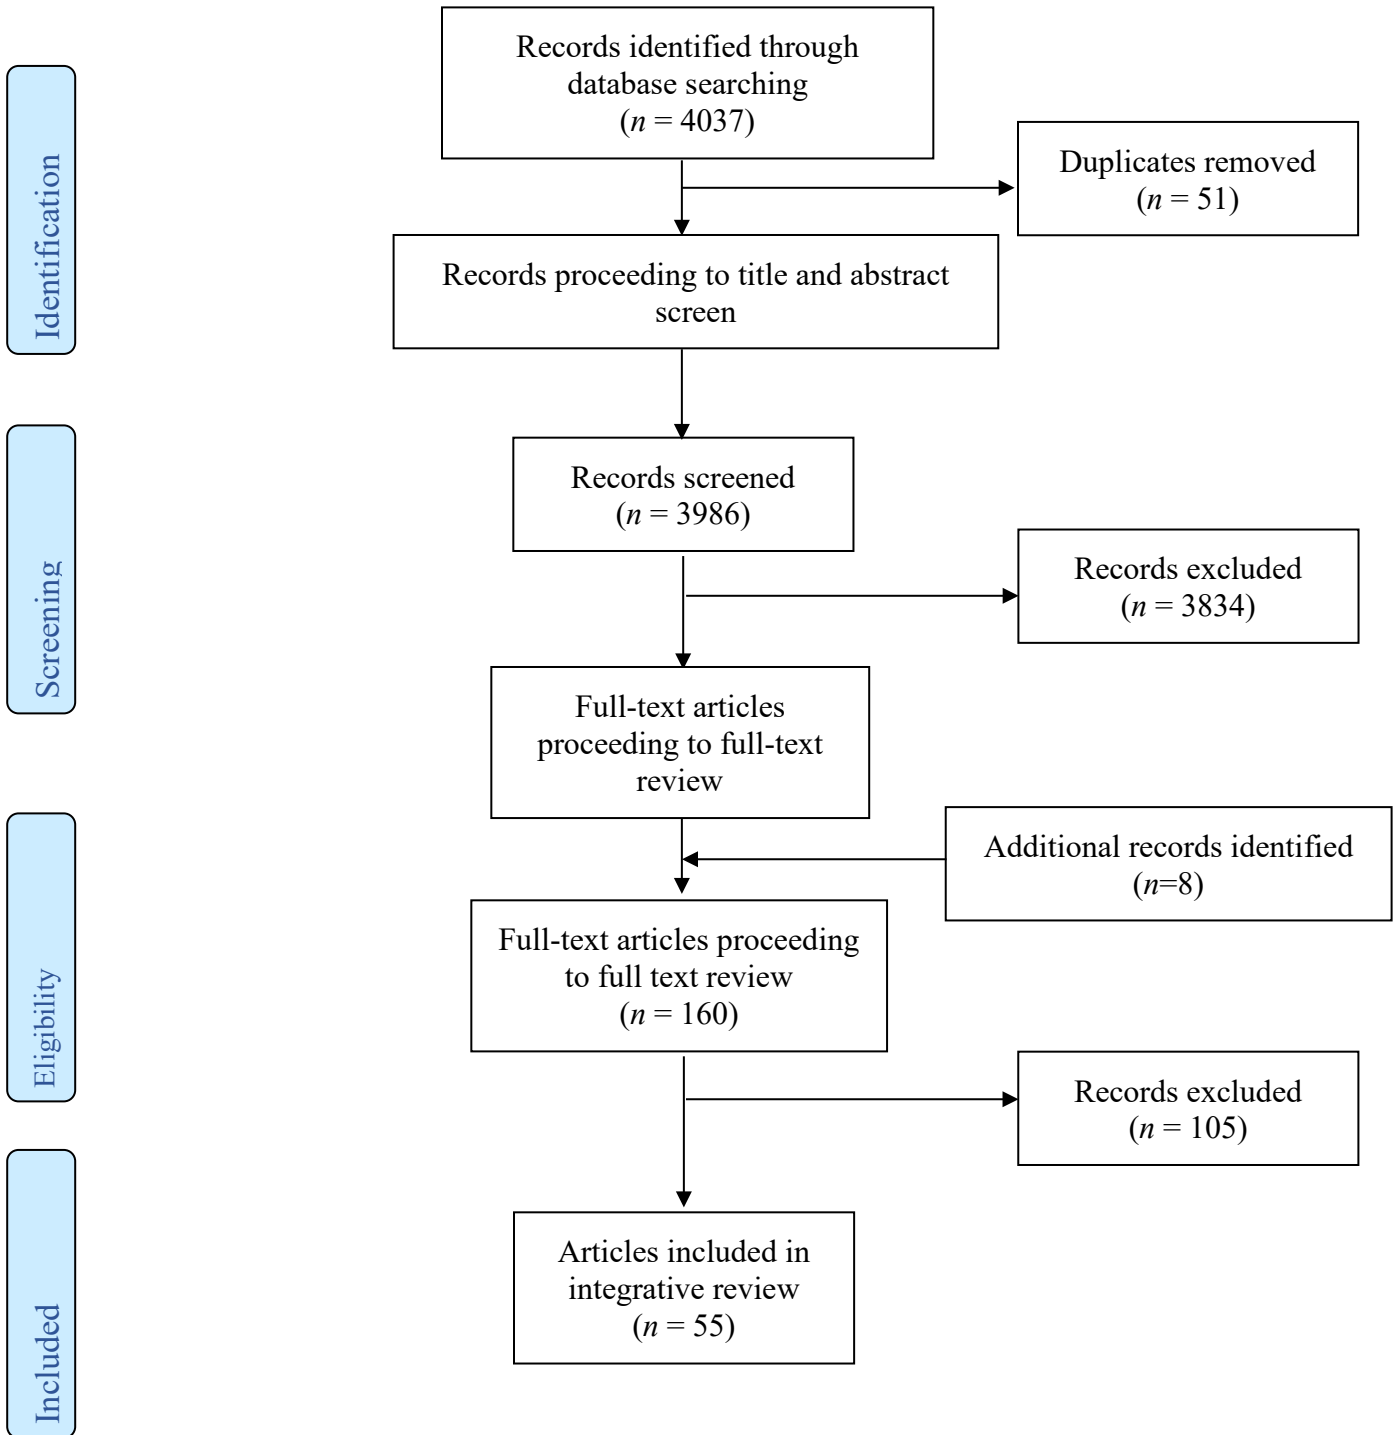 Records identified through
database searching
(n = 4037)
Identification
Duplicates removed
(n = 51)
Records proceeding to title and abstract
screen
Screening
Records screened
(n = 3986)
Records excluded
(n = 3834)
Full-text articles
proceeding to full-text
review
Eligibility
Additional records identified
(n=8)
Full-text articles proceeding
to full text review
(n = 160)
Records excluded
(n = 105)
Included
Articles included in
integrative review
(n = 55)